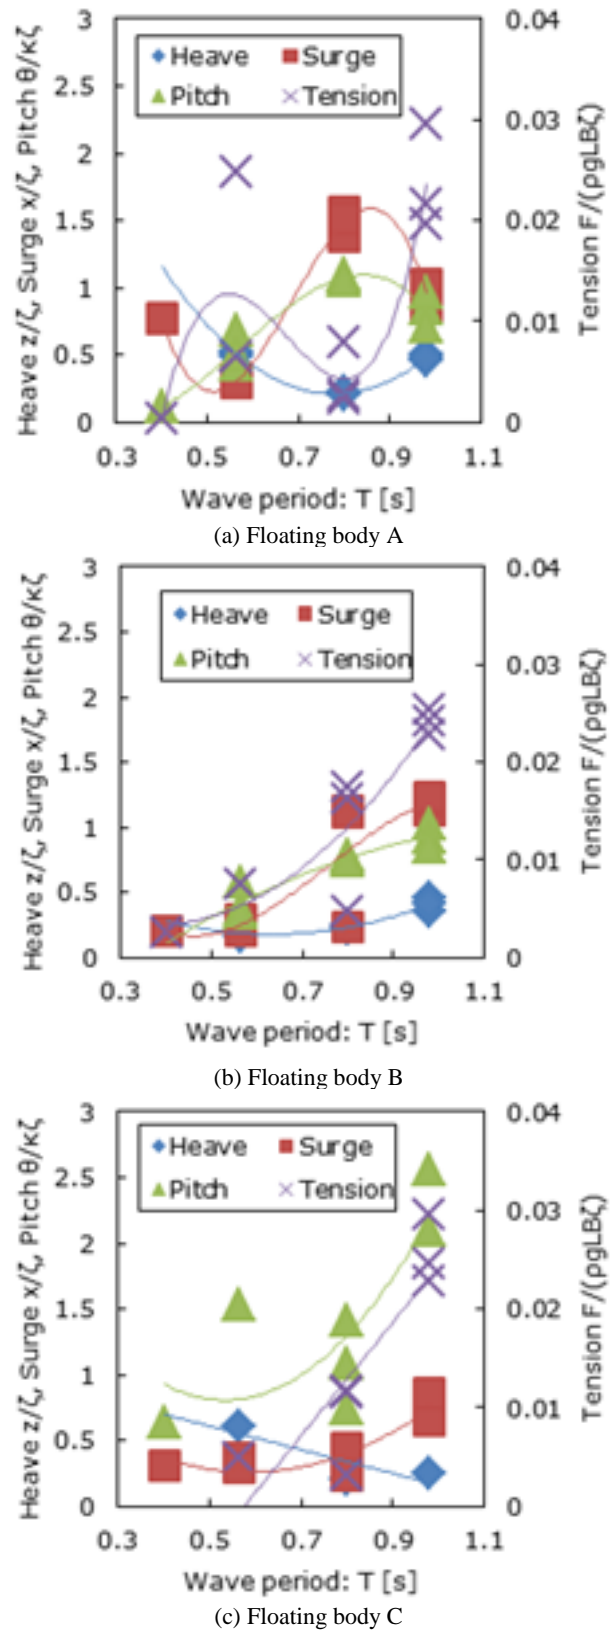 Heave z/ζ, Surge x/ζ, Pitch θ/κζ
3
2.5
2
1.5
1
0.5
0
Heave Surge
Pitch Tension
0.04
0.03
0.02
0.01
0
Tension F/(ρgLBζ)
0.3 0.5 0.7 0.9 1.1
Wave period: T [s]
(a) Floating body A
Heave z/ζ, Surge x/ζ, Pitch θ/κζ
3
2.5
2
1.5
1
0.5
0
Heave Surge
Pitch Tension
0.04
0.03
0.02
0.01
0
Tension F/(ρgLBζ)
0.3 0.5 0.7 0.9 1.1
Wave period: T [s]
(b) Floating body B
Heave z/ζ, Surge x/ζ, Pitch θ/κζ
3
2.5
2
1.5
1
0.5
0
Heave Surge
Pitch Tension
0.04
0.03
0.02
0.01
0
Tension F/(ρgLBζ)
0.3 0.5 0.7 0.9 1.1
Wave period: T [s]
(c) Floating body C